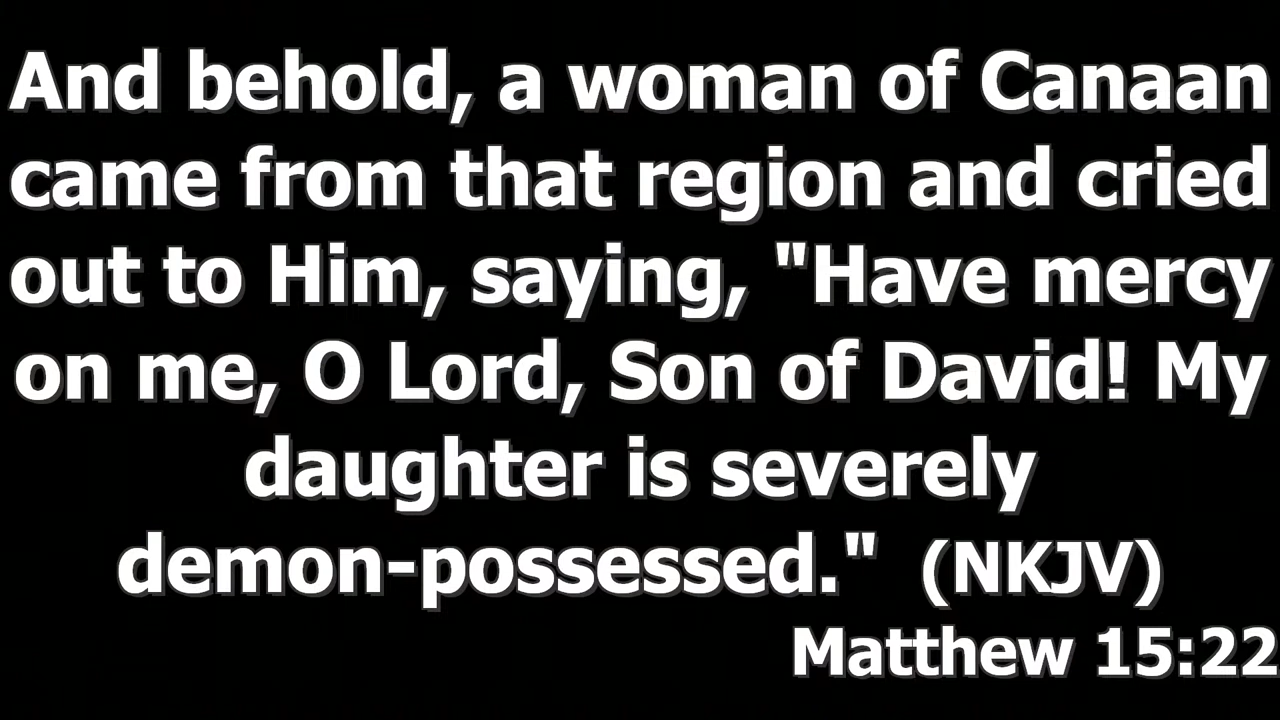 And behold, a woman of Canaan
came from that region and cried
out to Him, saying, "Have mercy
on me, O Lord, Son of David! My
daughter is severely
demon-possessed."  (NKJV)
Matthew 15:22